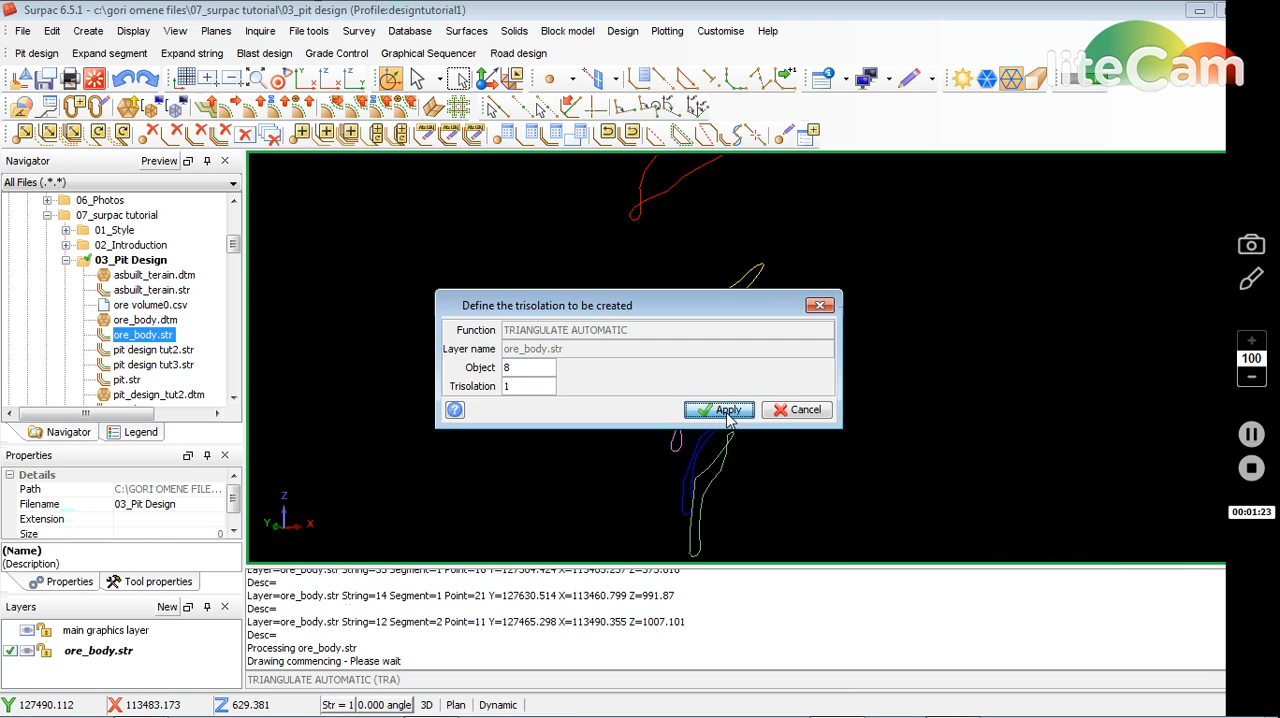 Surpac 6.5.1 - c:\gori omene files\07_surpac tutorial\03_pit design (Profile:designtutorial1)
File Edit Create Display View Planes Inquire File tools Survey Database Surfaces Solids Block model Design Plotting Customise Help
Pit design Expand segment Expand string Blast design Grade Control Graphical Sequencer Road design
liteCam
Navigator Preview
All Files (*.*)
06_Photos
07_surpac tutorial
01_Style
02_Introduction
03_Pit Design
asbuilt_terain.dtm
asbuilt_terain.str
ore volume0.csv
ore_body.dtm
ore_body.str
pit design tut2.str
pit design tut3.str
pit.str
pit_design_tut2.dtm
Navigator Legend
Properties
Details
Path C:\GORI OMENE FILE...
Filename 03_Pit Design
Extension
Size 0
(Name)
(Description)
Properties Tool properties
Layers New
main graphics layer
ore_body.str
Define the trisolation to be created
Function TRIANGULATE AUTOMATIC
Layer name ore_body.str
Object 8
Trisolation 1
Apply Cancel
Z
Y X
Desc=
Layer=ore_body.str String=14 Segment=1 Point=21 Y=127630.514 X=113460.799 Z=991.87
Desc=
Layer=ore_body.str String=12 Segment=2 Point=11 Y=127465.298 X=113490.355 Z=1007.101
Desc=
Processing ore_body.str
Drawing commencing - Please wait
TRIANGULATE AUTOMATIC (TRA)
Y 127490.112 X 113483.173 Z 629.381 Str = 1 0.000 angle 3D Plan Dynamic
100
00:01:23